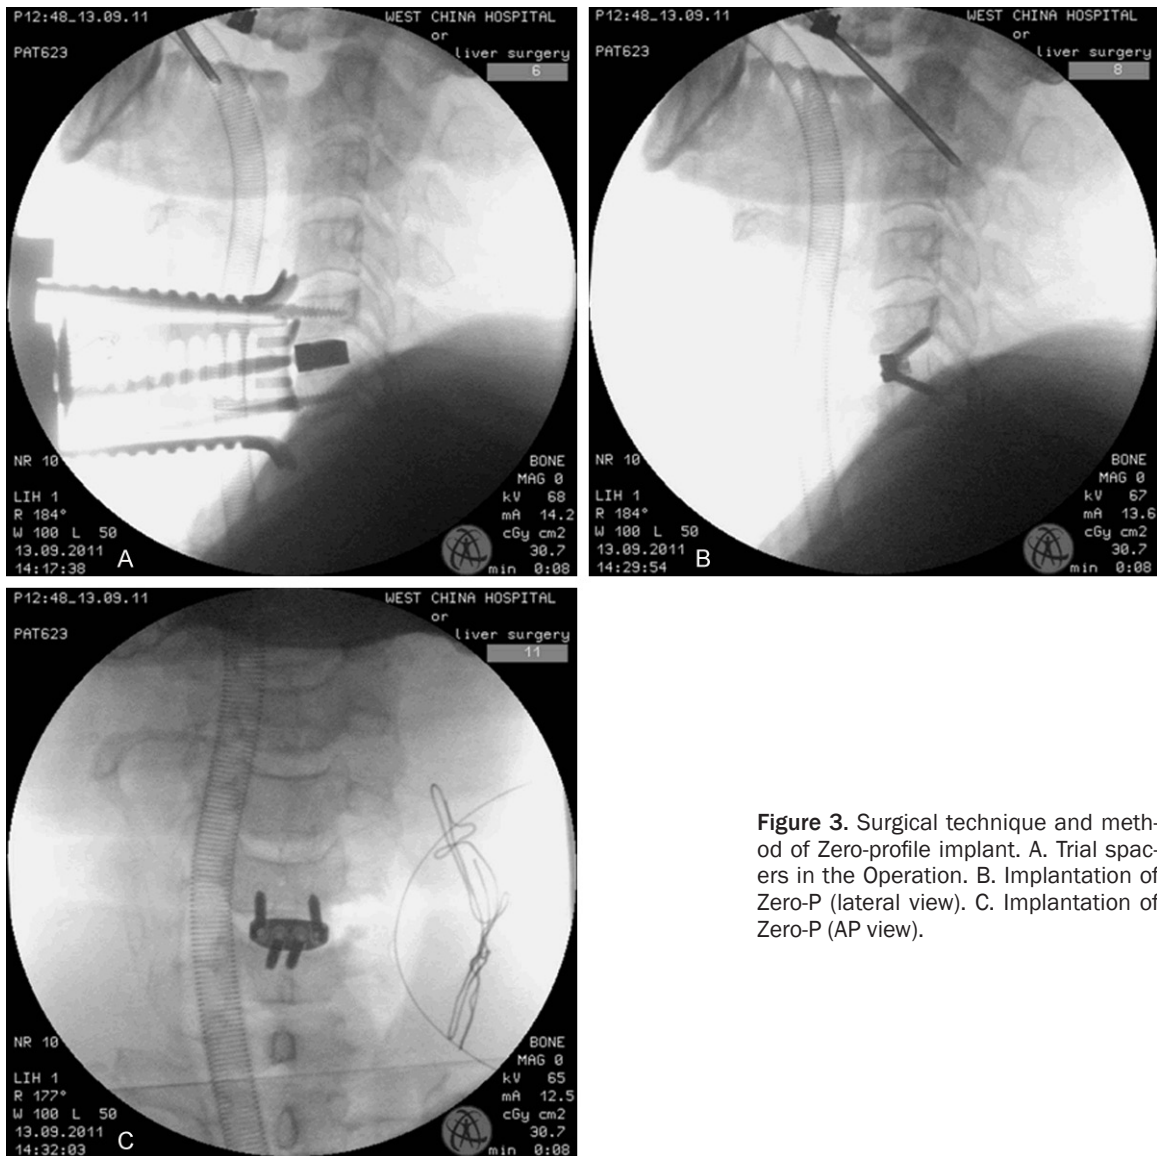 P12:48_13.09.11
WEST CHINA HOSPITAL
or
PAT623
liver surgery
6
NR 10
BONE
MAG 0
LIH 1
kV 68
R 184°
mA 14.2
W 100 L 50
cGy cm2
13.09.2011
30.7
14:17:38
A
min 0:08
P12:48_13.09.11
WEST CHINA HOSPITAL
or
PAT623
liver surgery
8
NR 10
BONE
MAG 0
LIH 1
kV 67
R 184°
mA 13.6
W 100 L 50
cGy cm2
13.09.2011
30.7
14:29:54
B
min 0:08
P12:48_13.09.11
WEST CHINA HOSPITAL
or
PAT623
liver surgery
11
NR 10
BONE
MAG 0
LIH 1
kV 65
R 177°
mA 12.5
W 100 L 50
cGy cm2
13.09.2011
30.7
14:32:03
C
min 0:08
Figure 3. Surgical technique and meth-
od of Zero-profile implant. A. Trial spac-
ers in the Operation. B. Implantation of
Zero-P (lateral view). C. Implantation of
Zero-P (AP view).